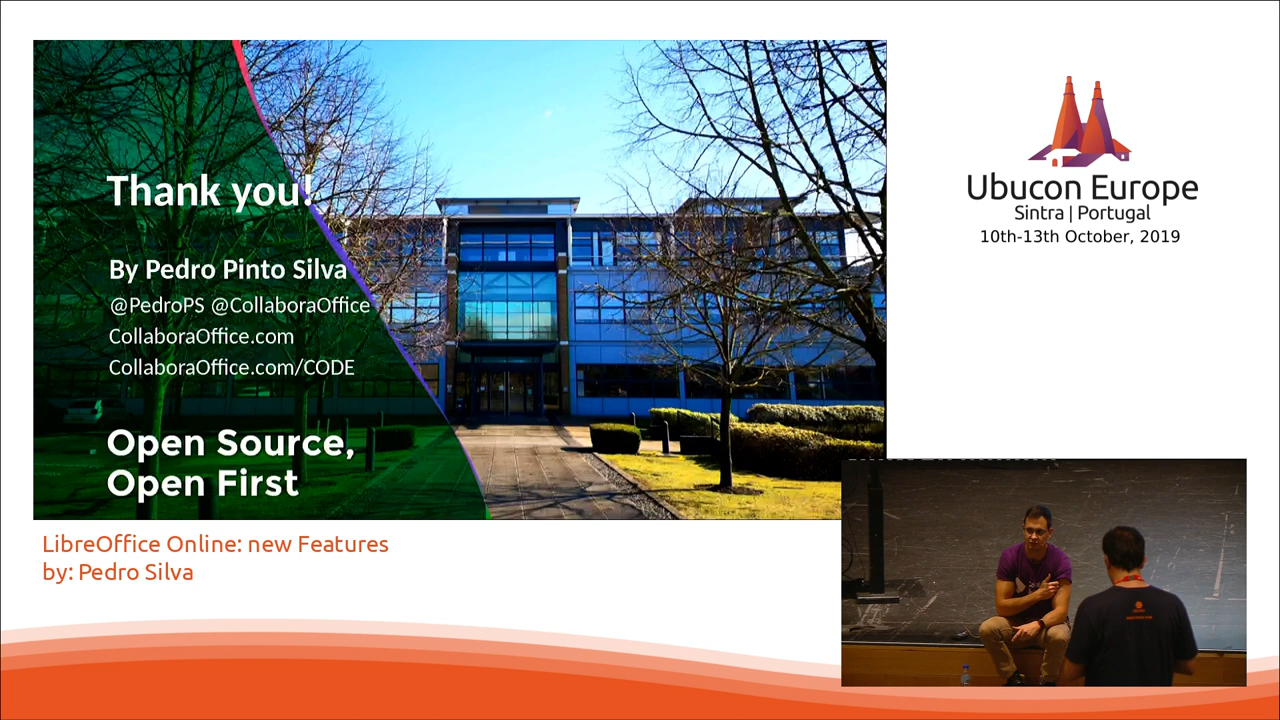 Thank you!
By Pedro Pinto Silva
@PedroPS @CollaboraOffice
CollaboraOffice.com
CollaboraOffice.com/CODE
Open Source,
Open First
LibreOffice Online: new Features
by: Pedro Silva
Ubucon Europe
Sintra | Portugal
10th-13th October, 2019